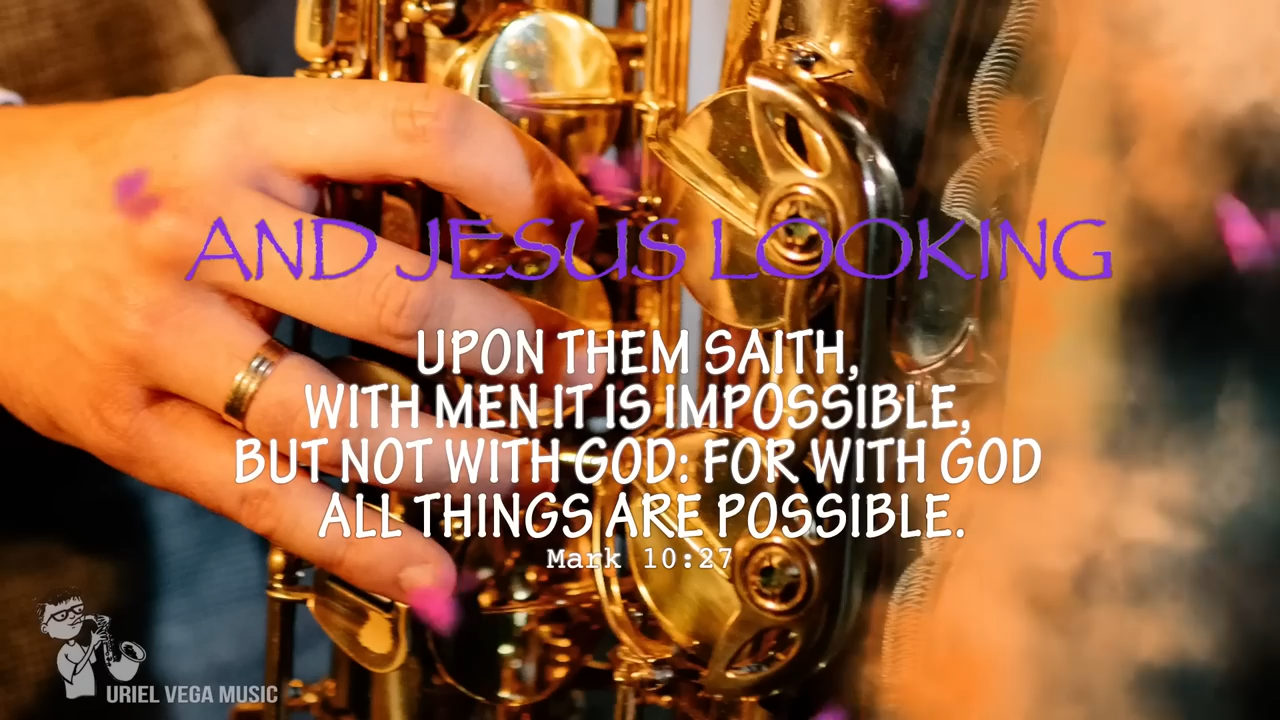 AND JESUS LOOKING
UPON THEM SAITH,
WITH MEN IT IS IMPOSSIBLE,
BUT NOT WITH GOD: FOR WITH GOD
ALL THINGS ARE POSSIBLE.
Mark 10:27
URIEL VEGA MUSIC